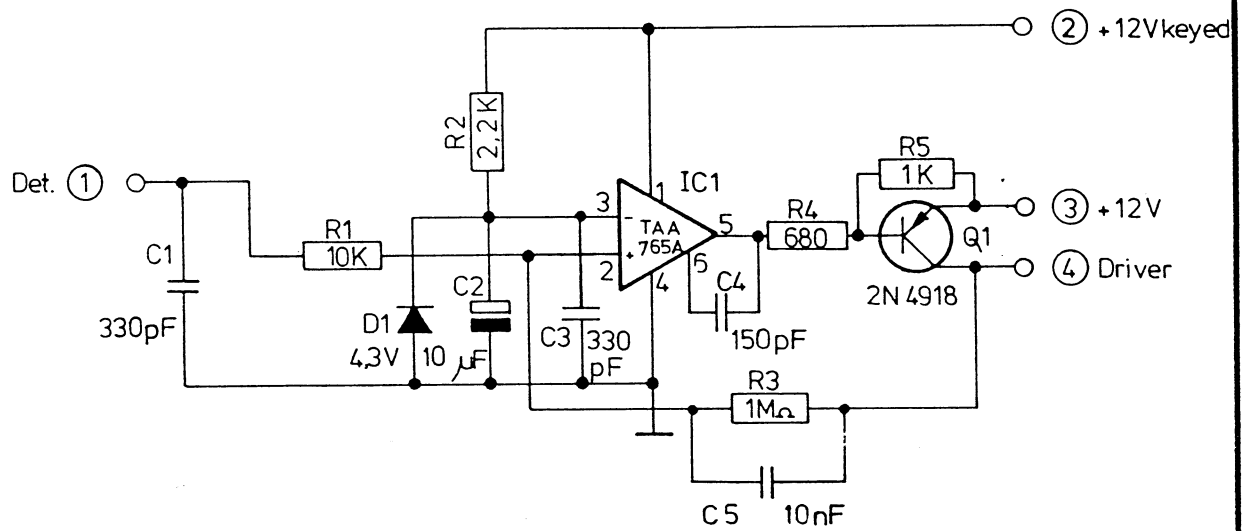 ② +12V keyed
R2
2,2K
Det. ①
R5
1K
IC1
3
1
-
TAA
765A
+
2
5
6
4
R4
680
③ +12V
Q1
④ Driver
2N 4918
R1
10K
C1
330pF
D1
4,3V
C2
10 µF
C3
330
pF
C4
150pF
R3
1MΩ
C5
10nF